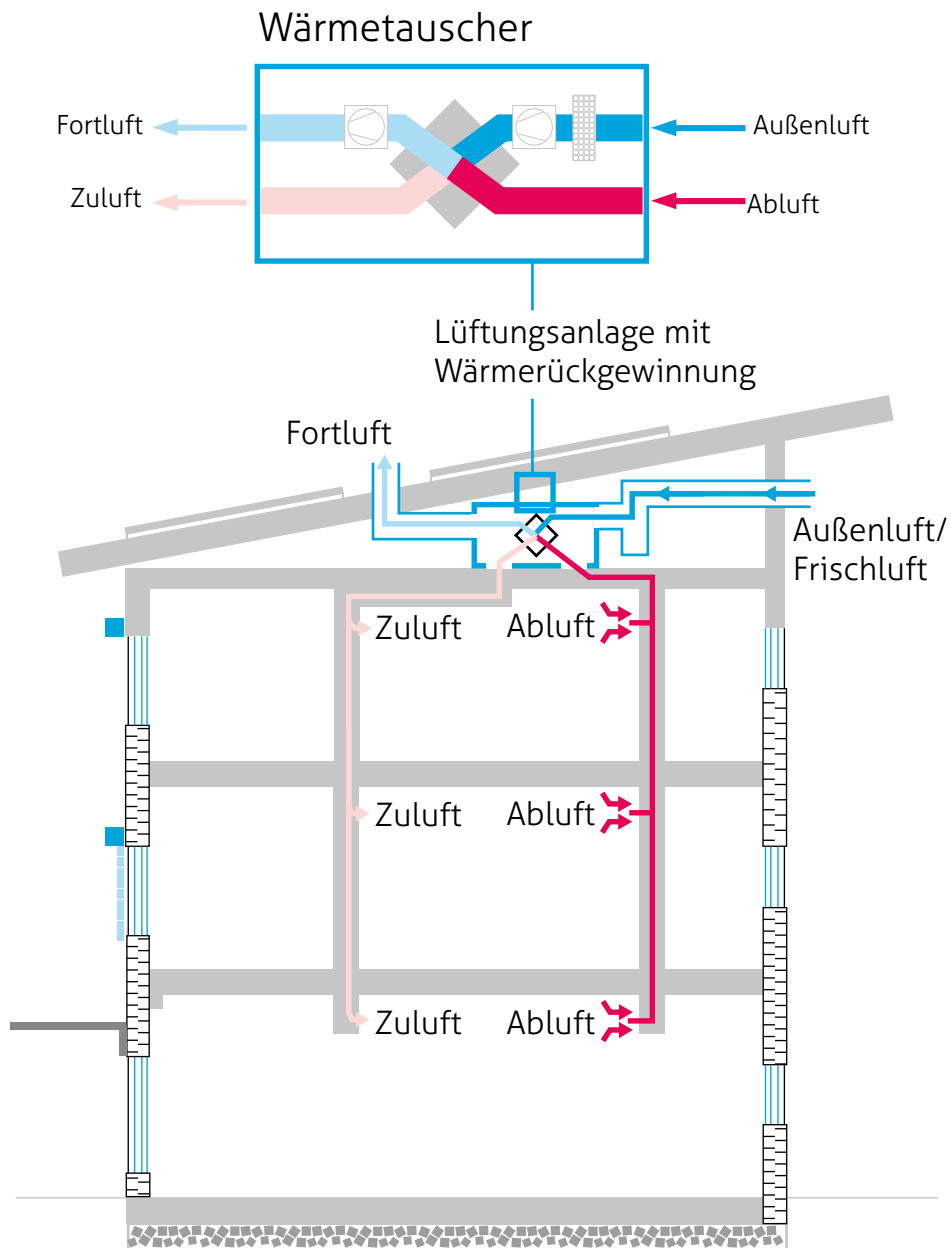 Wärmetauscher
Fortluft
Außenluft
Zuluft
Abluft
Lüftungsanlage mit
Wärmerückgewinnung
Fortluft
Außenluft/
Frischluft
Zuluft
Abluft
Zuluft
Abluft
Zuluft
Abluft